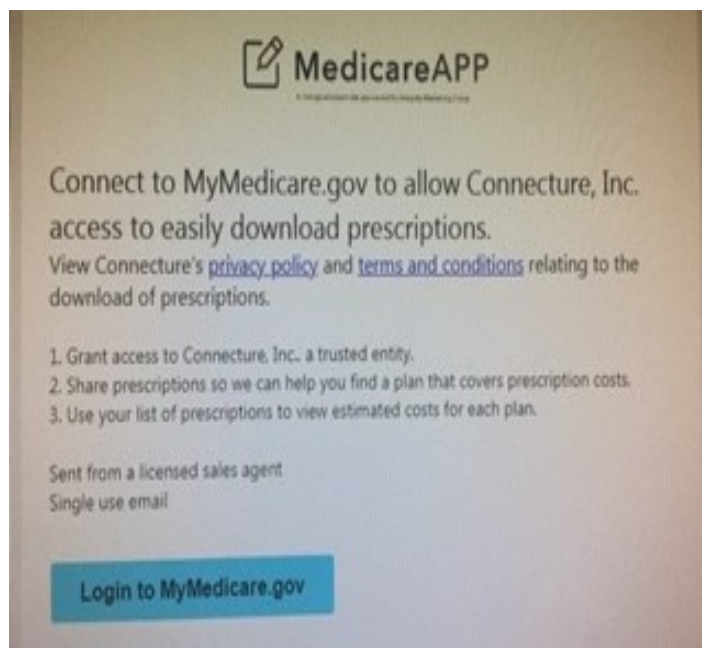 MedicareAPP
Connect to MyMedicare.gov to allow Connecture, Inc.
access to easily download prescriptions.
View Connecture's privacy policy and terms and conditions relating to the
download of prescriptions.
1. Grant access to Connecture, Inc., a trusted entity.
2. Share prescriptions so we can help you find a plan that covers prescription costs.
3. Use your list of prescriptions to view estimated costs for each plan.
Sent from a licensed sales agent
Single use email
Login to MyMedicare.gov